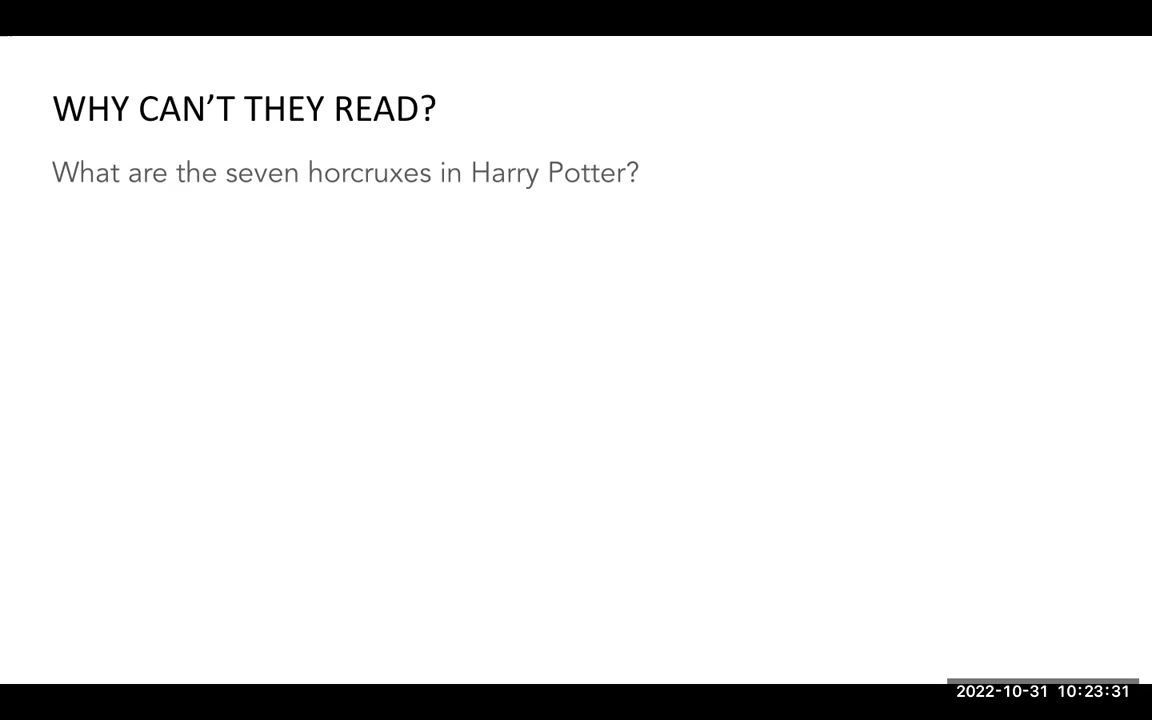 WHY CAN’T THEY READ?
What are the seven horcruxes in Harry Potter?
2022-10-31 10:23:31